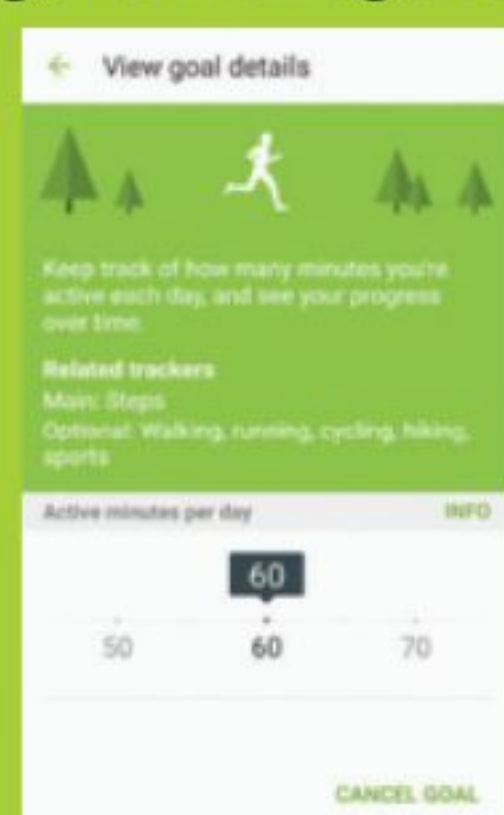 View goal details
Keep track of how many minutes you're
active each day, and see your progress
over time.
Related trackers
Main: Steps
Optional: Walking, running, cycling, hiking,
sports
Active minutes per day INFO
60
50 60 70
CANCEL GOAL